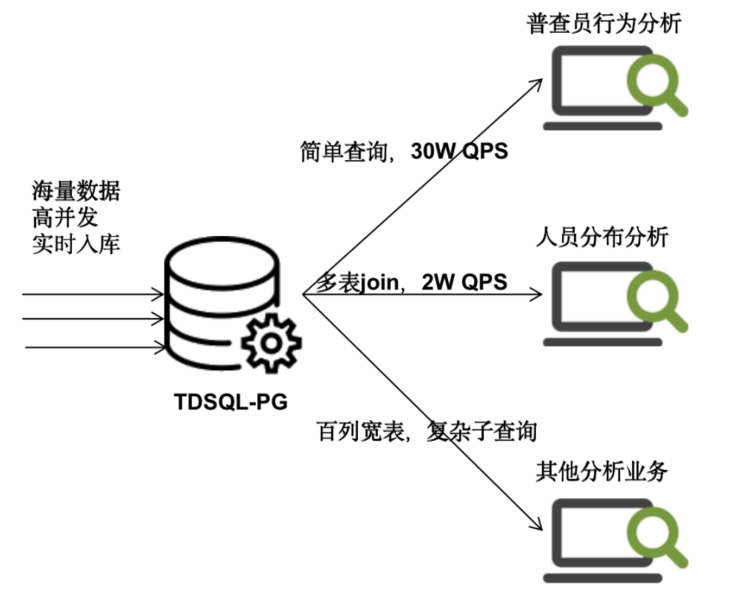 普查员行为分析
简单查询，30W QPS
海量数据
高并发
实时入库
人员分布分析
多表join，2W QPS
TDSQL-PG
百列宽表，复杂子查询
其他分析业务